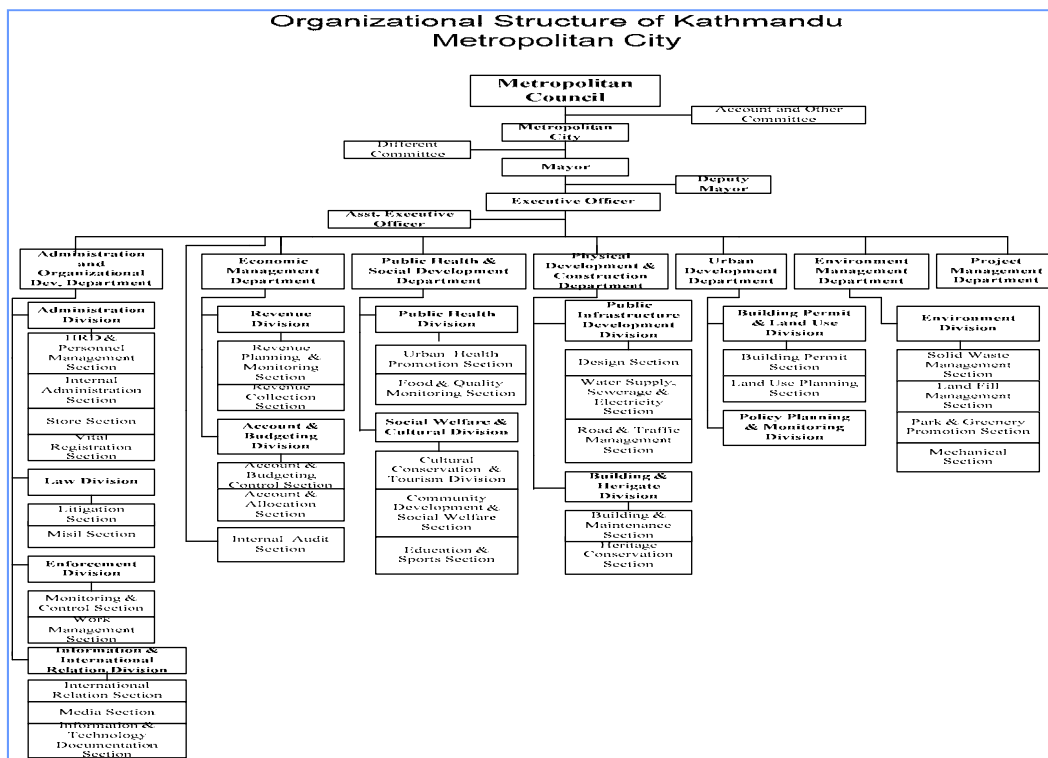 Organizational Structure of Kathmandu
Metropolitan City
Metropolitan
Council
Account and Other
Committee
Metropolitan
City
Different
Committee
Mayor
Deputy
Mayor
Executive Officer
Asst. Executive
Officer
Administration
and
Organizational
Dev. Department
Economic
Management
Department
Public Health &
Social Development
Department
Physical
Development &
Construction
Department
Urban
Development
Department
Environment
Management
Department
Project
Management
Department
Administration
Division
HRD &
Personnel
Management
Section
Internal
Administration
Section
Store Section
Vital
Registration
Section
Law Division
Litigation
Section
Misil Section
Enforcement
Division
Monitoring &
Control Section
Work
Management
Section
Information &
International
Relation Division
International
Relation Section
Media Section
Information &
Technology
Documentation
Section
Revenue
Division
Revenue
Planning &
Monitoring
Section
Revenue
Collection
Section
Account &
Budgeting
Division
Account &
Budgeting
Control Section
Account &
Allocation
Section
Internal Audit
Section
Public Health
Division
Urban Health
Promotion Section
Food & Quality
Monitoring Section
Social Welfare &
Cultural Division
Cultural
Conservation &
Tourism Division
Community
Development &
Social Welfare
Section
Education &
Sports Section
Public
Infrastructure
Development Division
Design Section
Water Supply,
Sewerage &
Electricity
Section
Road & Traffic
Management
Section
Building &
Herigate Division
Building &
Maintenance
Section
Heritage
Conservation
Section
Building Permit
& Land Use Division
Building Permit
Section
Land Use Planning
Section
Policy Planning
& Monitoring
Division
Environment
Division
Solid Waste
Management
Section
Land Fill
Management
Section
Park & Greenery
Promotion Section
Mechanical
Section